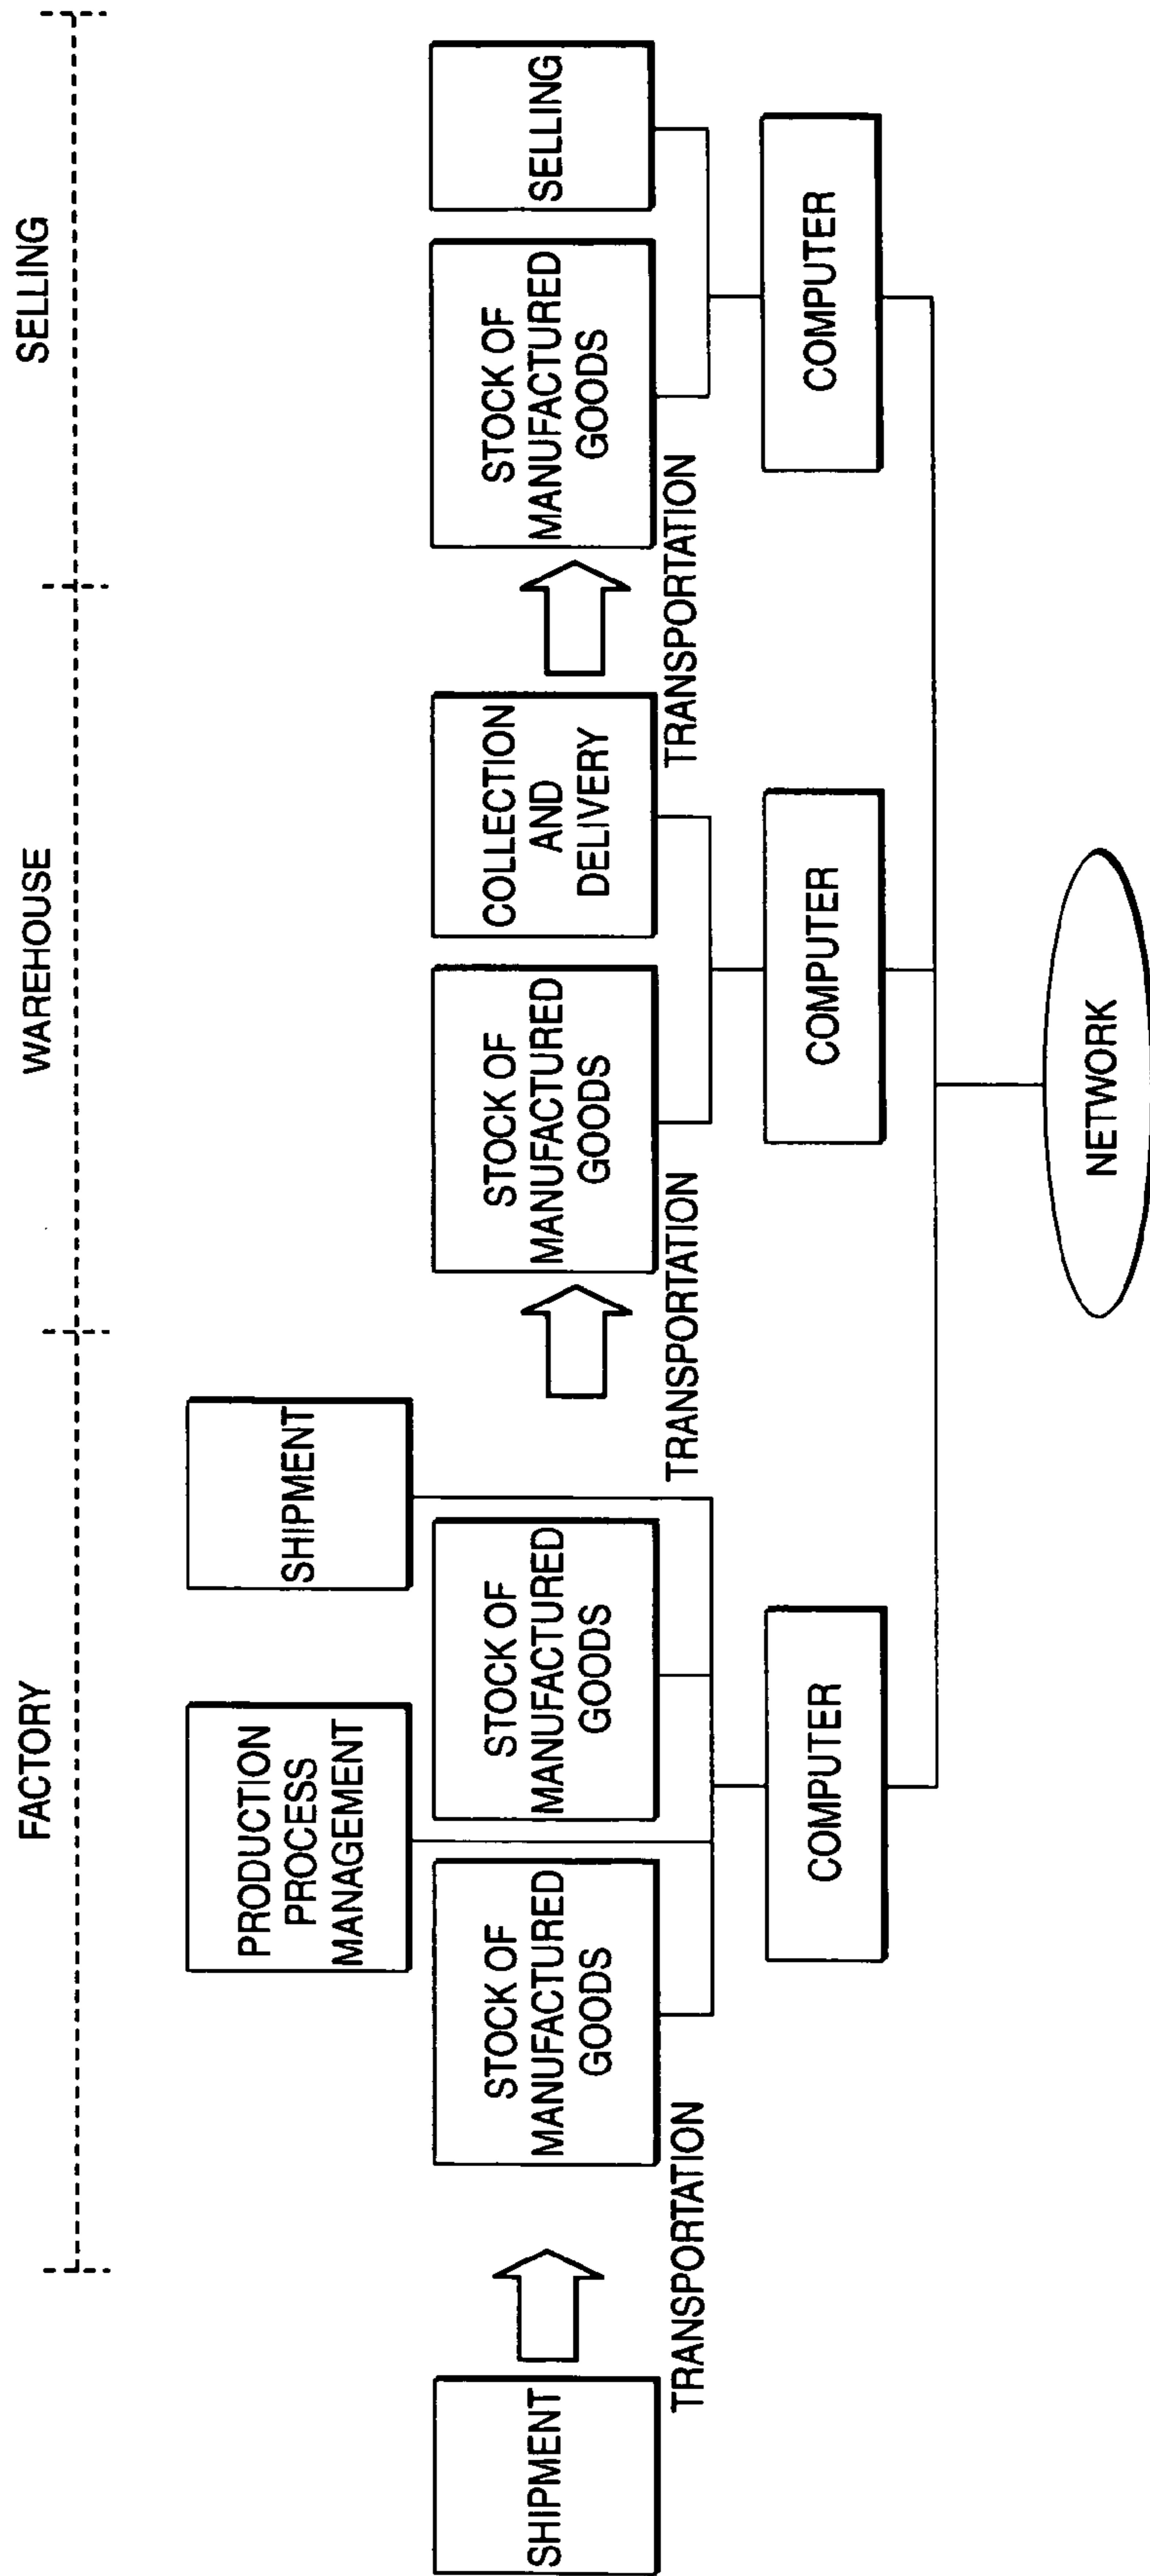 FACTORY
WAREHOUSE
SELLING
PRODUCTION
PROCESS
MANAGEMENT
SHIPMENT
SHIPMENT
STOCK OF
MANUFACTURED
GOODS
STOCK OF
MANUFACTURED
GOODS
STOCK OF
MANUFACTURED
GOODS
COLLECTION
AND
DELIVERY
STOCK OF
MANUFACTURED
GOODS
SELLING
TRANSPORTATION
TRANSPORTATION
TRANSPORTATION
COMPUTER
COMPUTER
COMPUTER
NETWORK